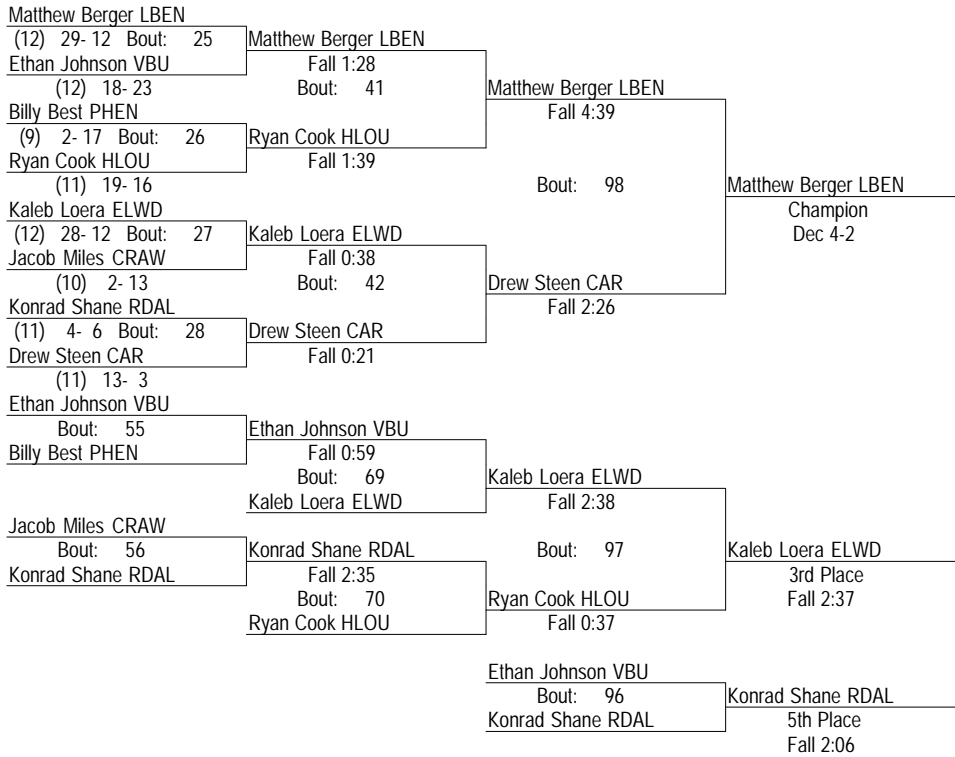 Matthew Berger LBEN
(12) 29- 12 Bout: 25
Matthew Berger LBEN
Ethan Johnson VBU
Fall 1:28
(12) 18- 23
Bout: 41
Matthew Berger LBEN
Billy Best PHEN
Fall 4:39
(9) 2- 17 Bout: 26
Ryan Cook HLOU
Ryan Cook HLOU
Fall 1:39
(11) 19- 16
Bout: 98
Matthew Berger LBEN
Kaleb Loera ELWD
Champion
(12) 28- 12 Bout: 27
Kaleb Loera ELWD
Dec 4-2
Jacob Miles CRAW
Fall 0:38
(10) 2- 13
Bout: 42
Drew Steen CAR
Konrad Shane RDAL
Fall 2:26
(11) 4- 6 Bout: 28
Drew Steen CAR
Drew Steen CAR
Fall 0:21
(11) 13- 3
Ethan Johnson VBU
Bout: 55
Ethan Johnson VBU
Billy Best PHEN
Fall 0:59
Bout: 69
Kaleb Loera ELWD
Kaleb Loera ELWD
Fall 2:38
Jacob Miles CRAW
Bout: 56
Konrad Shane RDAL
Bout: 97
Kaleb Loera ELWD
Konrad Shane RDAL
Fall 2:35
3rd Place
Bout: 70
Ryan Cook HLOU
Fall 2:37
Ryan Cook HLOU
Fall 0:37
Ethan Johnson VBU
Bout: 96
Konrad Shane RDAL
Konrad Shane RDAL
5th Place
Fall 2:06